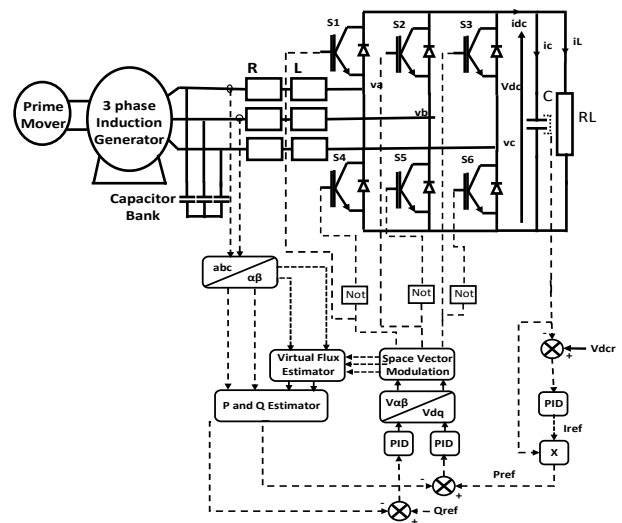 S1
S2
S3
idc
ic
iL
R
L
va
Vdc
C
RL
Prime
Mover
3 phase
Induction
Generator
vb
vc
S4
S5
S6
Capacitor
Bank
abc
αβ
Not
Not
Not
Virtual Flux
Estimator
Space Vector
Modulation
-
+
Vdcr
P and Q Estimator
Vαβ
Vdq
PID
Iref
PID
PID
X
Pref
-
+
-
+
Qref